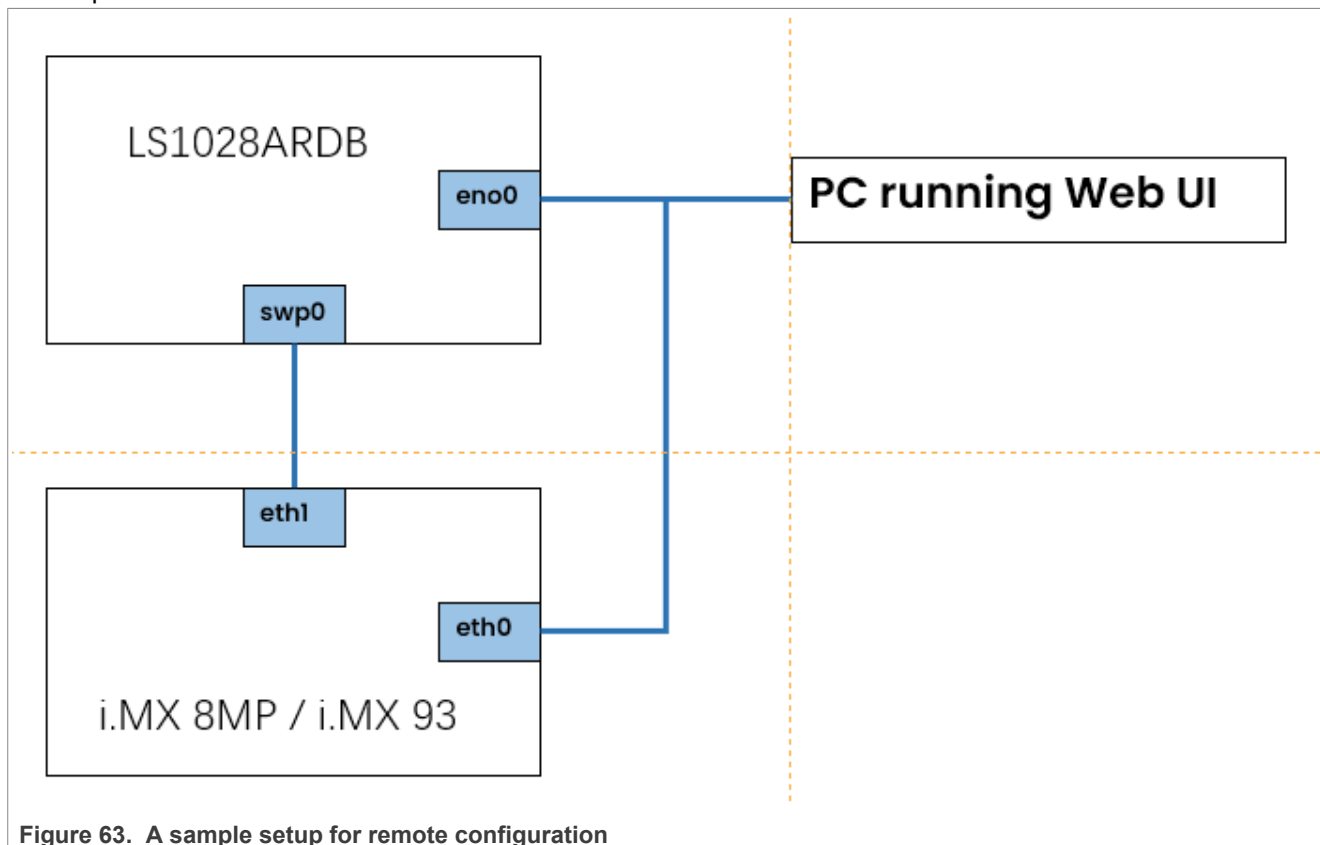 LS1028ARDB
eno0
PC running Web UI
swp0
eth1
eth0
i.MX 8MP / i.MX 93
Figure 63. A sample setup for remote configuration